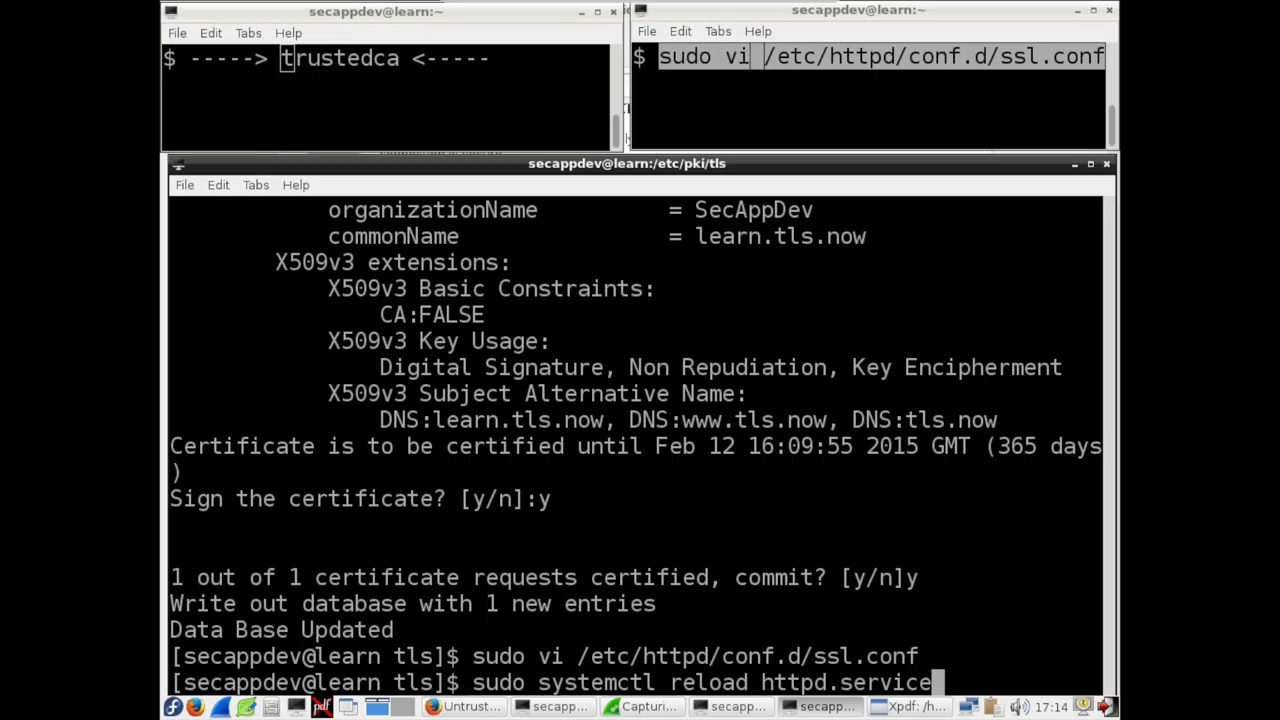 secappdev@learn:~
File Edit Tabs Help
$ -----> trustedca <-----
secappdev@learn:~
File Edit Tabs Help
$ sudo vi /etc/httpd/conf.d/ssl.conf
secappdev@learn:/etc/pki/tls
File Edit Tabs Help
organizationName = SecAppDev
commonName = learn.tls.now
X509v3 extensions:
X509v3 Basic Constraints:
CA:FALSE
X509v3 Key Usage:
Digital Signature, Non Repudiation, Key Encipherment
X509v3 Subject Alternative Name:
DNS:learn.tls.now, DNS:www.tls.now, DNS:tls.now
Certificate is to be certified until Feb 12 16:09:55 2015 GMT (365 days
)
Sign the certificate? [y/n]:y
1 out of 1 certificate requests certified, commit? [y/n]y
Write out database with 1 new entries
Data Base Updated
[secappdev@learn tls]$ sudo vi /etc/httpd/conf.d/ssl.conf
[secappdev@learn tls]$ sudo systemctl reload httpd.service
pdf Untrust... secapp... Capturi... secapp... secapp... Xpdf: /h... 17:14